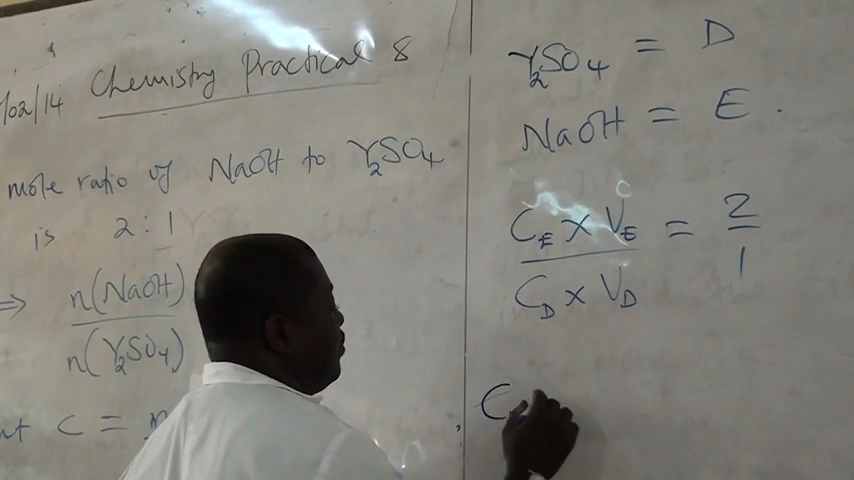 /02/14 Chemistry Practical 8
mole ratio of NaOH to Y₂SO₄
is 2 : 1
⇒ n(NaOH)
n(Y₂SO₄)
c =
Y₂SO₄ = D
NaOH = E .
C_E × V_E = 2
C_D × V_D 1
C